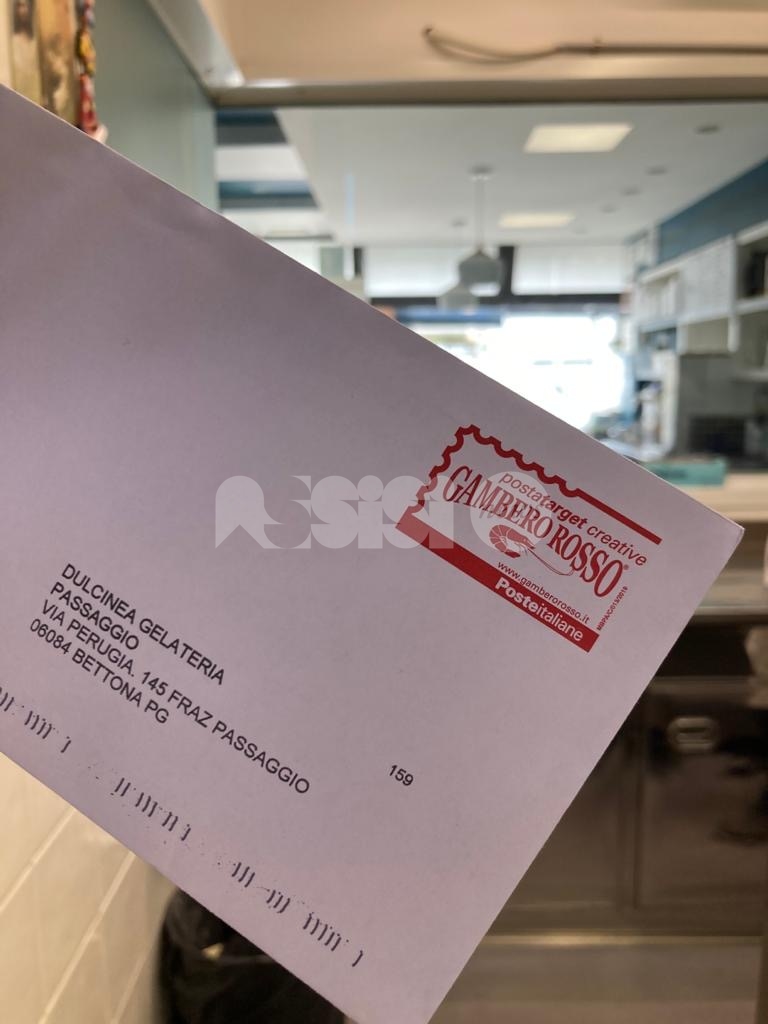 postatarget creative
GAMBERO ROSSO®
www.gamberorosso.it
Posteitaliane
ASSISI
DULCINEA GELATERIA
PASSAGGIO
VIA PERUGIA, 145 FRAZ PASSAGGIO
06084 BETTONA PG
159